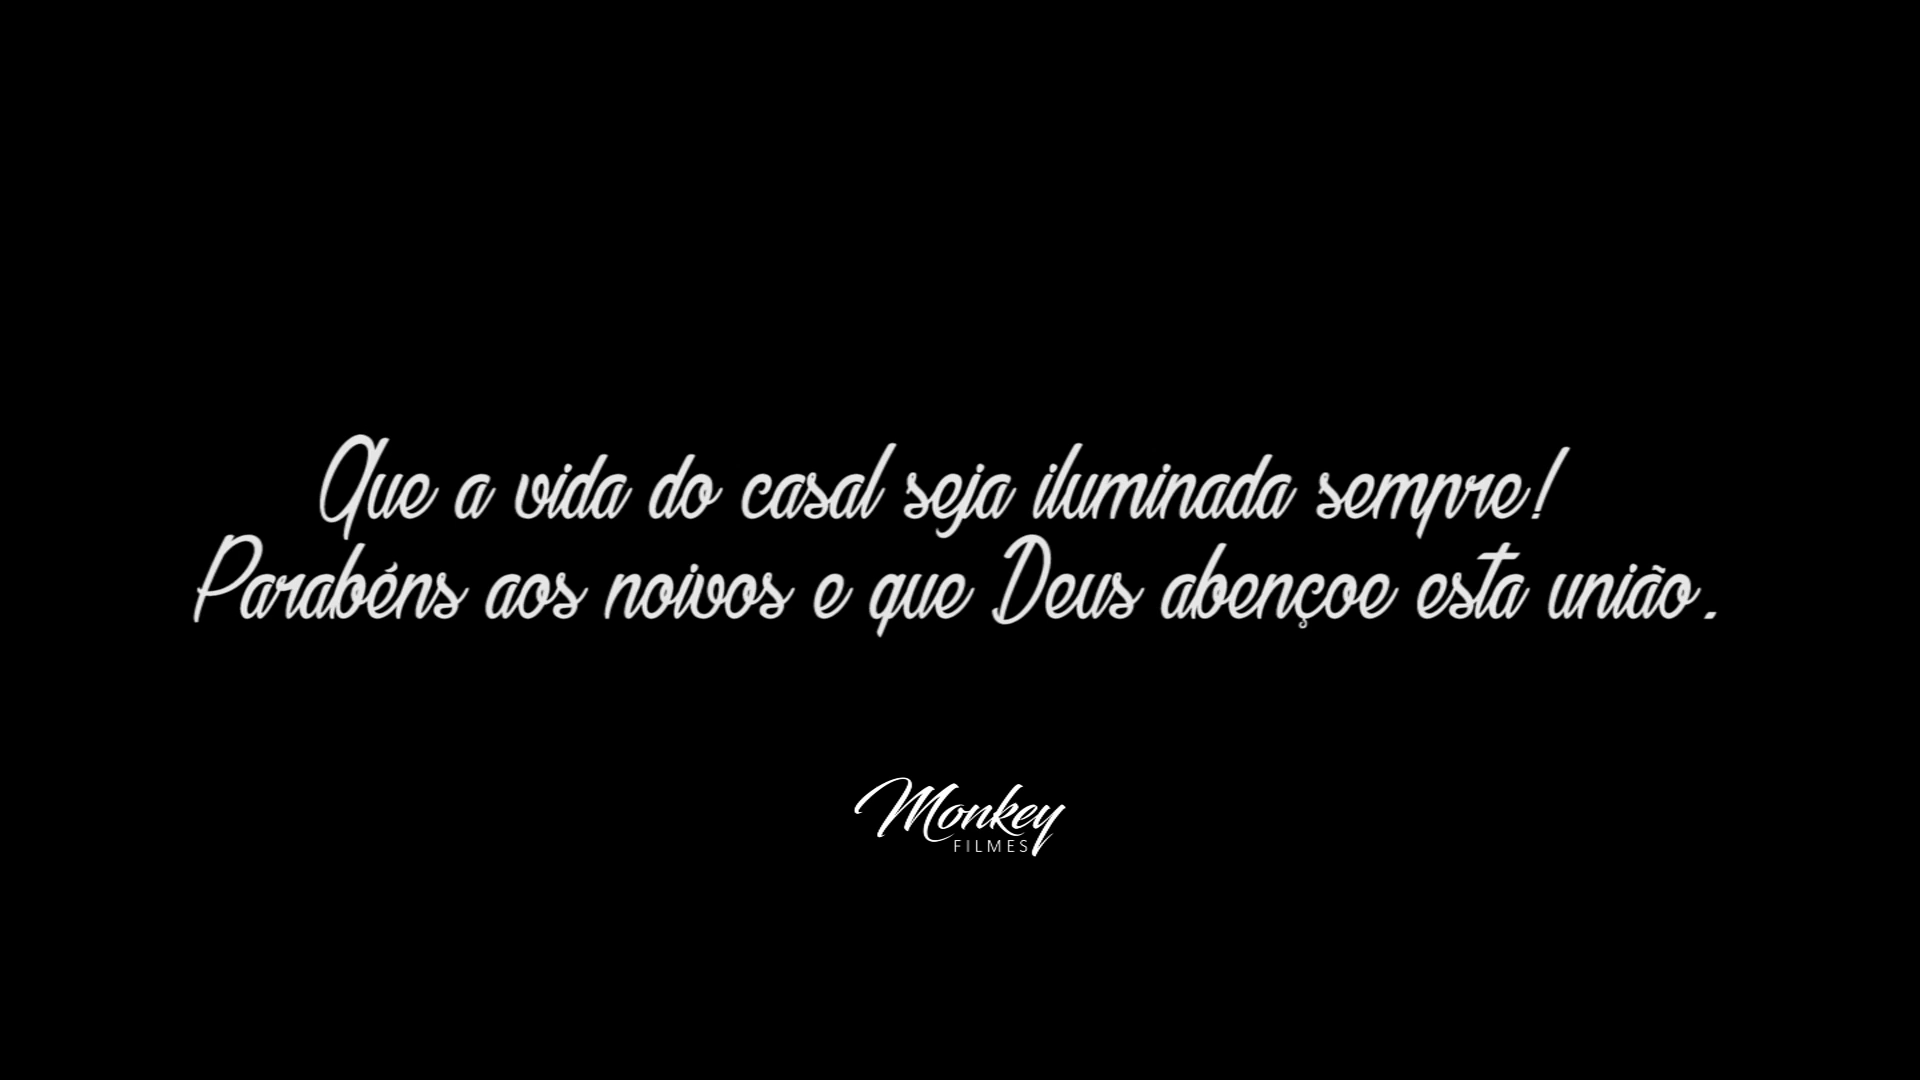 Que a vida do casal seja iluminada sempre!
Parabéns aos noivos e que Deus abençoe esta união.
Monkey
FILMES